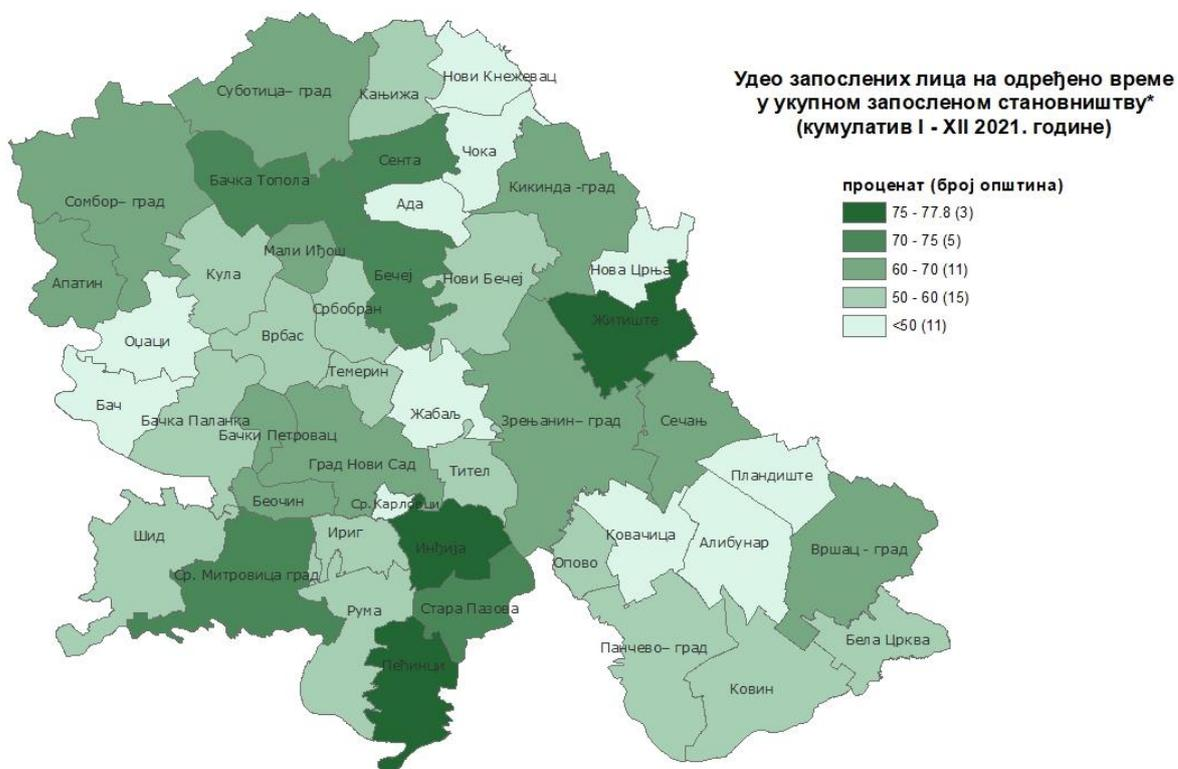 Удео запослених лица на одређено време
у укупном запосленом становништву*
(кумулатив I - XII 2021. године)
процент (број општина)
75 - 77.8 (3)
70 - 75 (5)
60 - 70 (11)
50 - 60 (15)
<50 (11)
Нови Кнежевац
Суботица– град
Кањижа
Чока
Сента
Бачка Топола
Кикинда -град
Сомбор– град
Ада
Мали Иђош
Нова Црња
Кула
Бечеј
Нови Бечеј
Апатин
Србобран
Житиште
Врбас
Оџаци
Темерин
Бач
Жабаљ
Бачка Паланка
Зрењанин– град
Сечањ
Бачки Петровац
Град Нови Сад
Тител
Пландиште
Беочин
Ср. Карловци
Шид
Ириг
Ковачица
Алибунар
Инђија
Вршац - град
Опово
Ср. Митровица град
Рума
Стара Пазова
Бела Црква
Панчево– град
Пећинци
Ковин